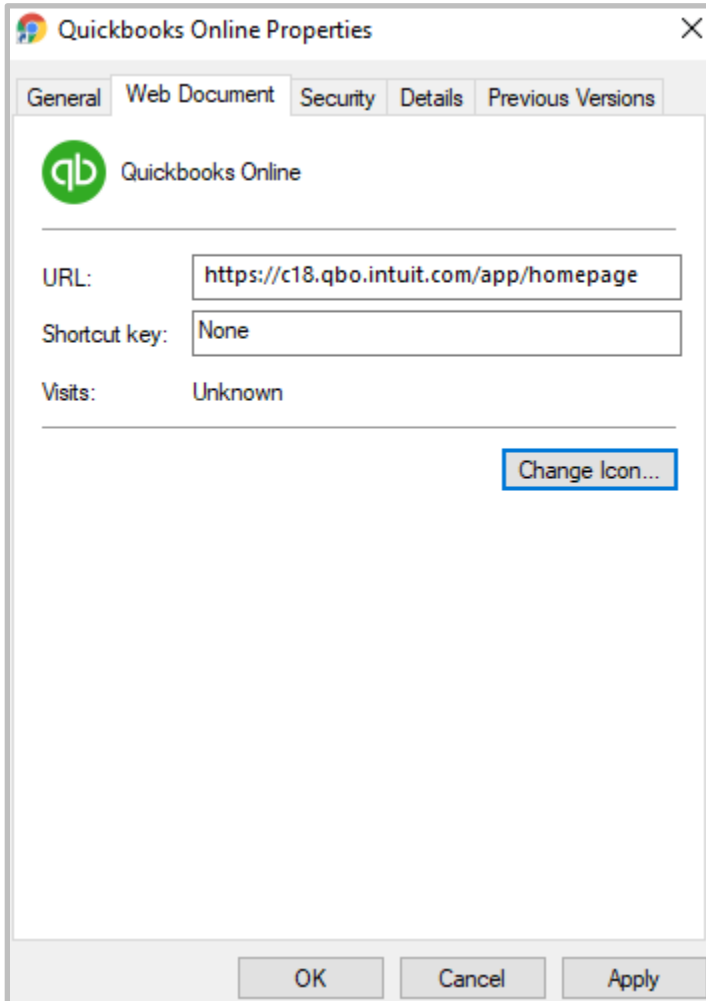 Quickbooks Online Properties
General Web Document Security Details Previous Versions
qb Quickbooks Online
URL: https://c18.qbo.intuit.com/app/homepage
Shortcut key: None
Visits: Unknown
Change Icon...
OK Cancel Apply